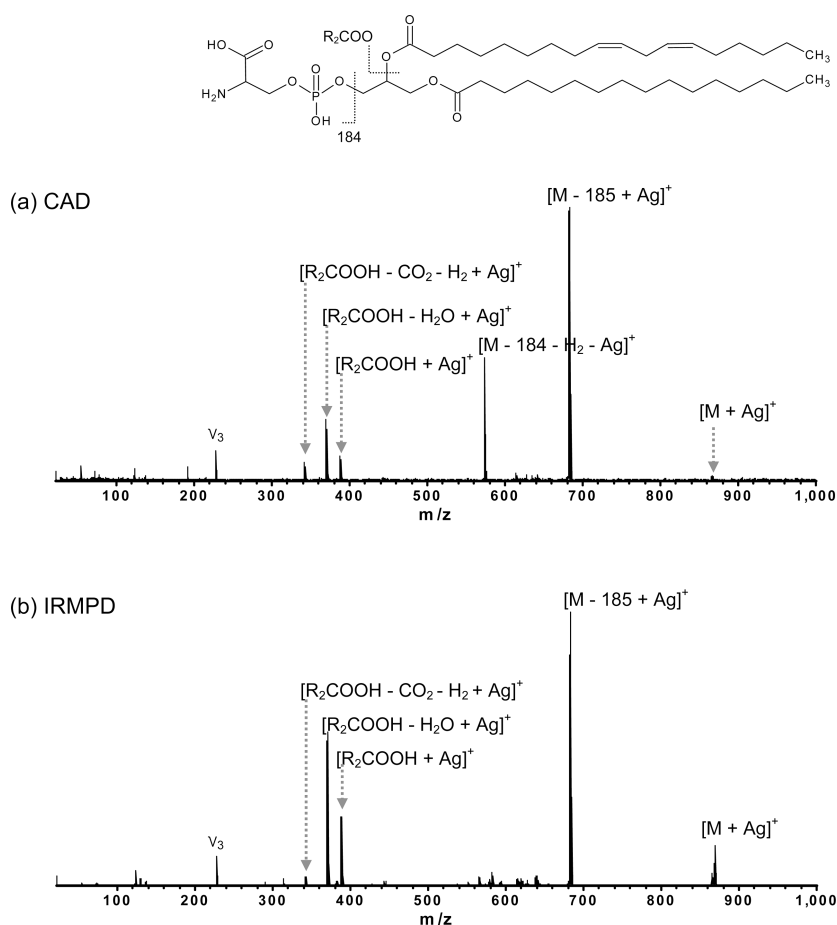 O
R₂COO
O
HO
O
O
CH₃
O
O
O
P
O
CH₃
H₂N
OH
O
184
(a) CAD
[M - 185 + Ag]⁺
[R₂COOH - CO₂ - H₂ + Ag]⁺
[R₂COOH - H₂O + Ag]⁺
[M - 184 - H₂ - Ag]⁺
[R₂COOH + Ag]⁺
[M + Ag]⁺
V₃
100 200 300 400 500 600 700 800 900 1,000
m/z
(b) IRMPD
[M - 185 + Ag]⁺
[R₂COOH - CO₂ - H₂ + Ag]⁺
[R₂COOH - H₂O + Ag]⁺
[R₂COOH + Ag]⁺
[M + Ag]⁺
V₃
100 200 300 400 500 600 700 800 900 1,000
m/z